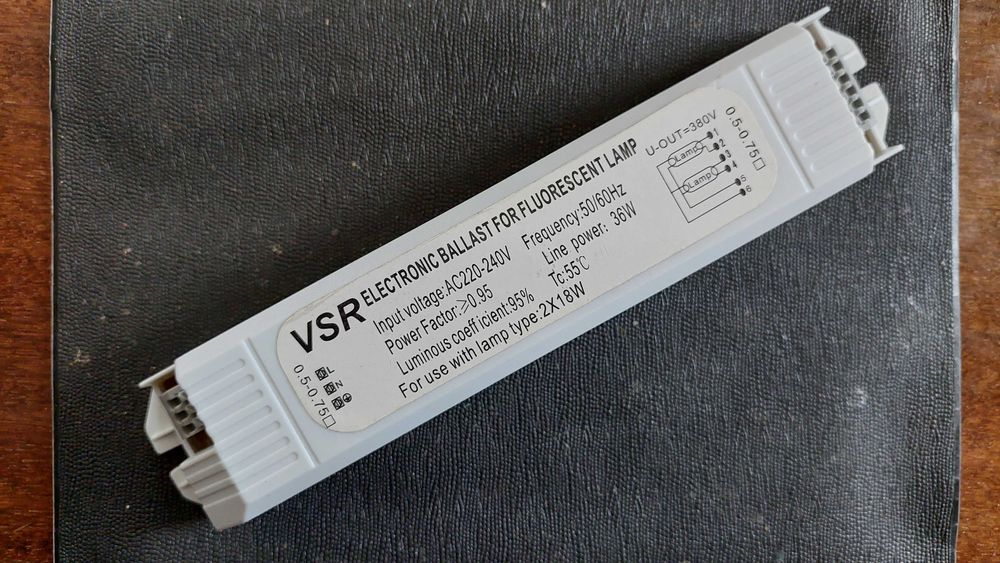 VSR ELECTRONIC BALLAST FOR FLUORESCENT LAMP
Input voltage:AC220-240V Frequency:50/60Hz
Power Factor:>0.95 Line power: 36W
Luminous coefficient:95% Tc:55℃
For use with lamp type:2X18W
L
N
⏚
0.5-0.75□
U-OUT=380V
Lamp
Lamp
1
2
3
4
5
6
0.5-0.75□